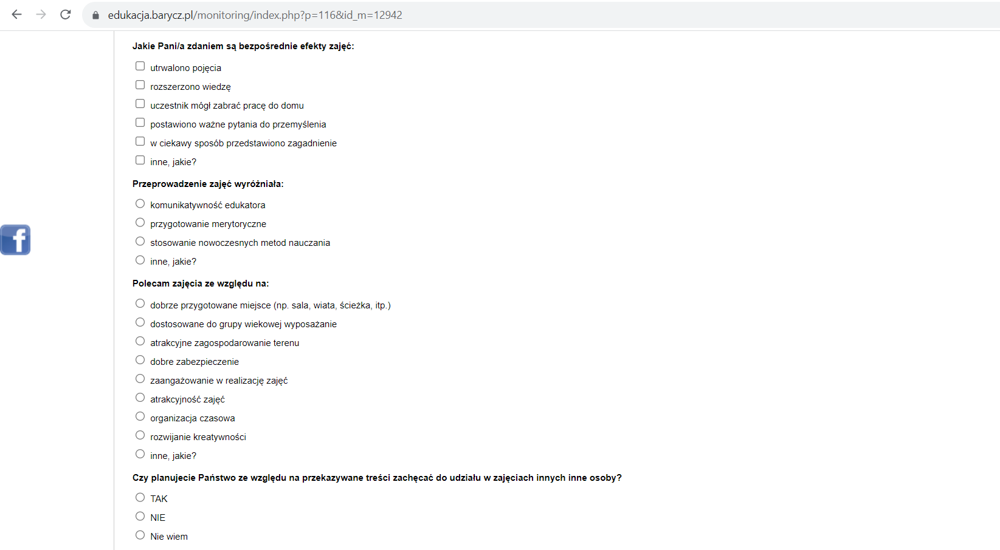 edukacja.barycz.pl/monitoring/index.php?p=116&id_m=12942
Jakie Pani/a zdaniem są bezpośrednie efekty zajęć:
utrwalono pojęcia
rozszerzono wiedzę
uczestnik mógł zabrać pracę do domu
postawiono ważne pytania do przemyślenia
w ciekawy sposób przedstawiono zagadnienie
inne, jakie?
Przeprowadzenie zajęć wyróżniała:
komunikatywność edukatora
przygotowanie merytoryczne
stosowanie nowoczesnych metod nauczania
inne, jakie?
f
Polecam zajęcia ze względu na:
dobrze przygotowane miejsce (np. sala, wiata, ścieżka, itp.)
dostosowane do grupy wiekowej wyposażanie
atrakcyjne zagospodarowanie terenu
dobre zabezpieczenie
zaangażowanie w realizację zajęć
atrakcyjność zajęć
organizacja czasowa
rozwijanie kreatywności
inne, jakie?
Czy planujecie Państwo ze względu na przekazywane treści zachęcać do udziału w zajęciach innych inne osoby?
TAK
NIE
Nie wiem